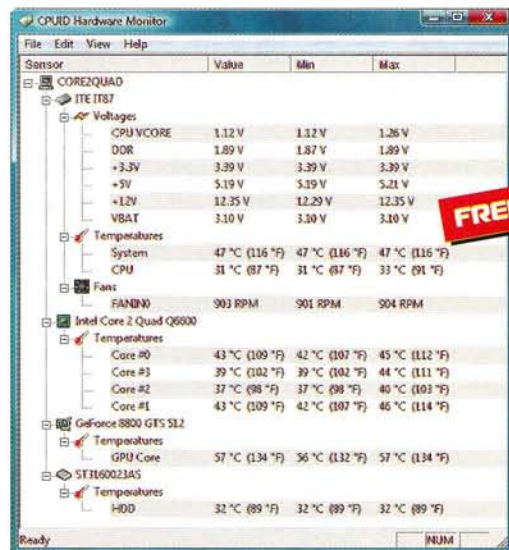 CPUID Hardware Monitor
File Edit View Help
Sensor Value Min Max
CORE2QUAD
ITE IT87
Voltages
CPU VCORE 1.12 V 1.12 V 1.26 V
DDR 1.89 V 1.87 V 1.89 V
+3.3V 3.39 V 3.39 V 3.39 V
+5V 5.19 V 5.19 V 5.21 V
+12V 12.35 V 12.29 V 12.35 V
VBAT 3.10 V 3.10 V 3.10 V
FREE
Temperatures
System 47 °C (116 °F) 47 °C (116 °F) 47 °C (116 °F)
CPU 31 °C (87 °F) 31 °C (87 °F) 33 °C (91 °F)
Fans
FANIN0 903 RPM 901 RPM 904 RPM
Intel Core 2 Quad Q6600
Temperatures
Core #0 43 °C (109 °F) 42 °C (107 °F) 45 °C (112 °F)
Core #3 39 °C (102 °F) 39 °C (102 °F) 44 °C (111 °F)
Core #2 37 °C (98 °F) 37 °C (98 °F) 40 °C (103 °F)
Core #1 43 °C (109 °F) 42 °C (107 °F) 46 °C (114 °F)
GeForce 8800 GTS 512
Temperatures
GPU Core 57 °C (134 °F) 56 °C (132 °F) 57 °C (134 °F)
ST3160023AS
Temperatures
HDD 32 °C (89 °F) 32 °C (89 °F) 32 °C (89 °F)
Ready NUM